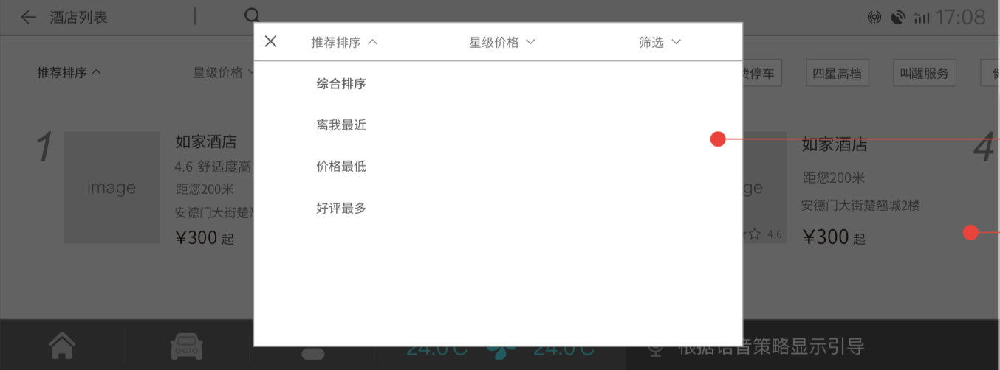 酒店列表
4G 17:08
推荐排序 星级价格 筛选
推荐排序 星级价格
费停车 四星高档 叫醒服务
综合排序
离我最近
价格最低
好评最多
1
image
如家酒店
4.6 舒适度高
距您200米
安德门大街楚翘
¥300 起
ge
4.6
如家酒店
距您200米
安德门大街楚翘城2楼
¥300 起
4
24.0℃ 24.0℃
根据语音策略显示引导